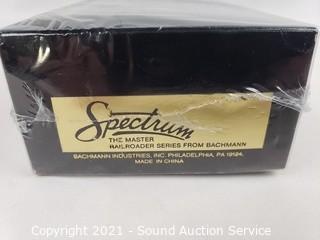 Spectrum
THE MASTER
RAILROADER SERIES FROM BACHMANN
BACHMANN INDUSTRIES, INC. PHILADELPHIA, PA 19124.
MADE IN CHINA
Copyright © 2021 - Sound Auction Service